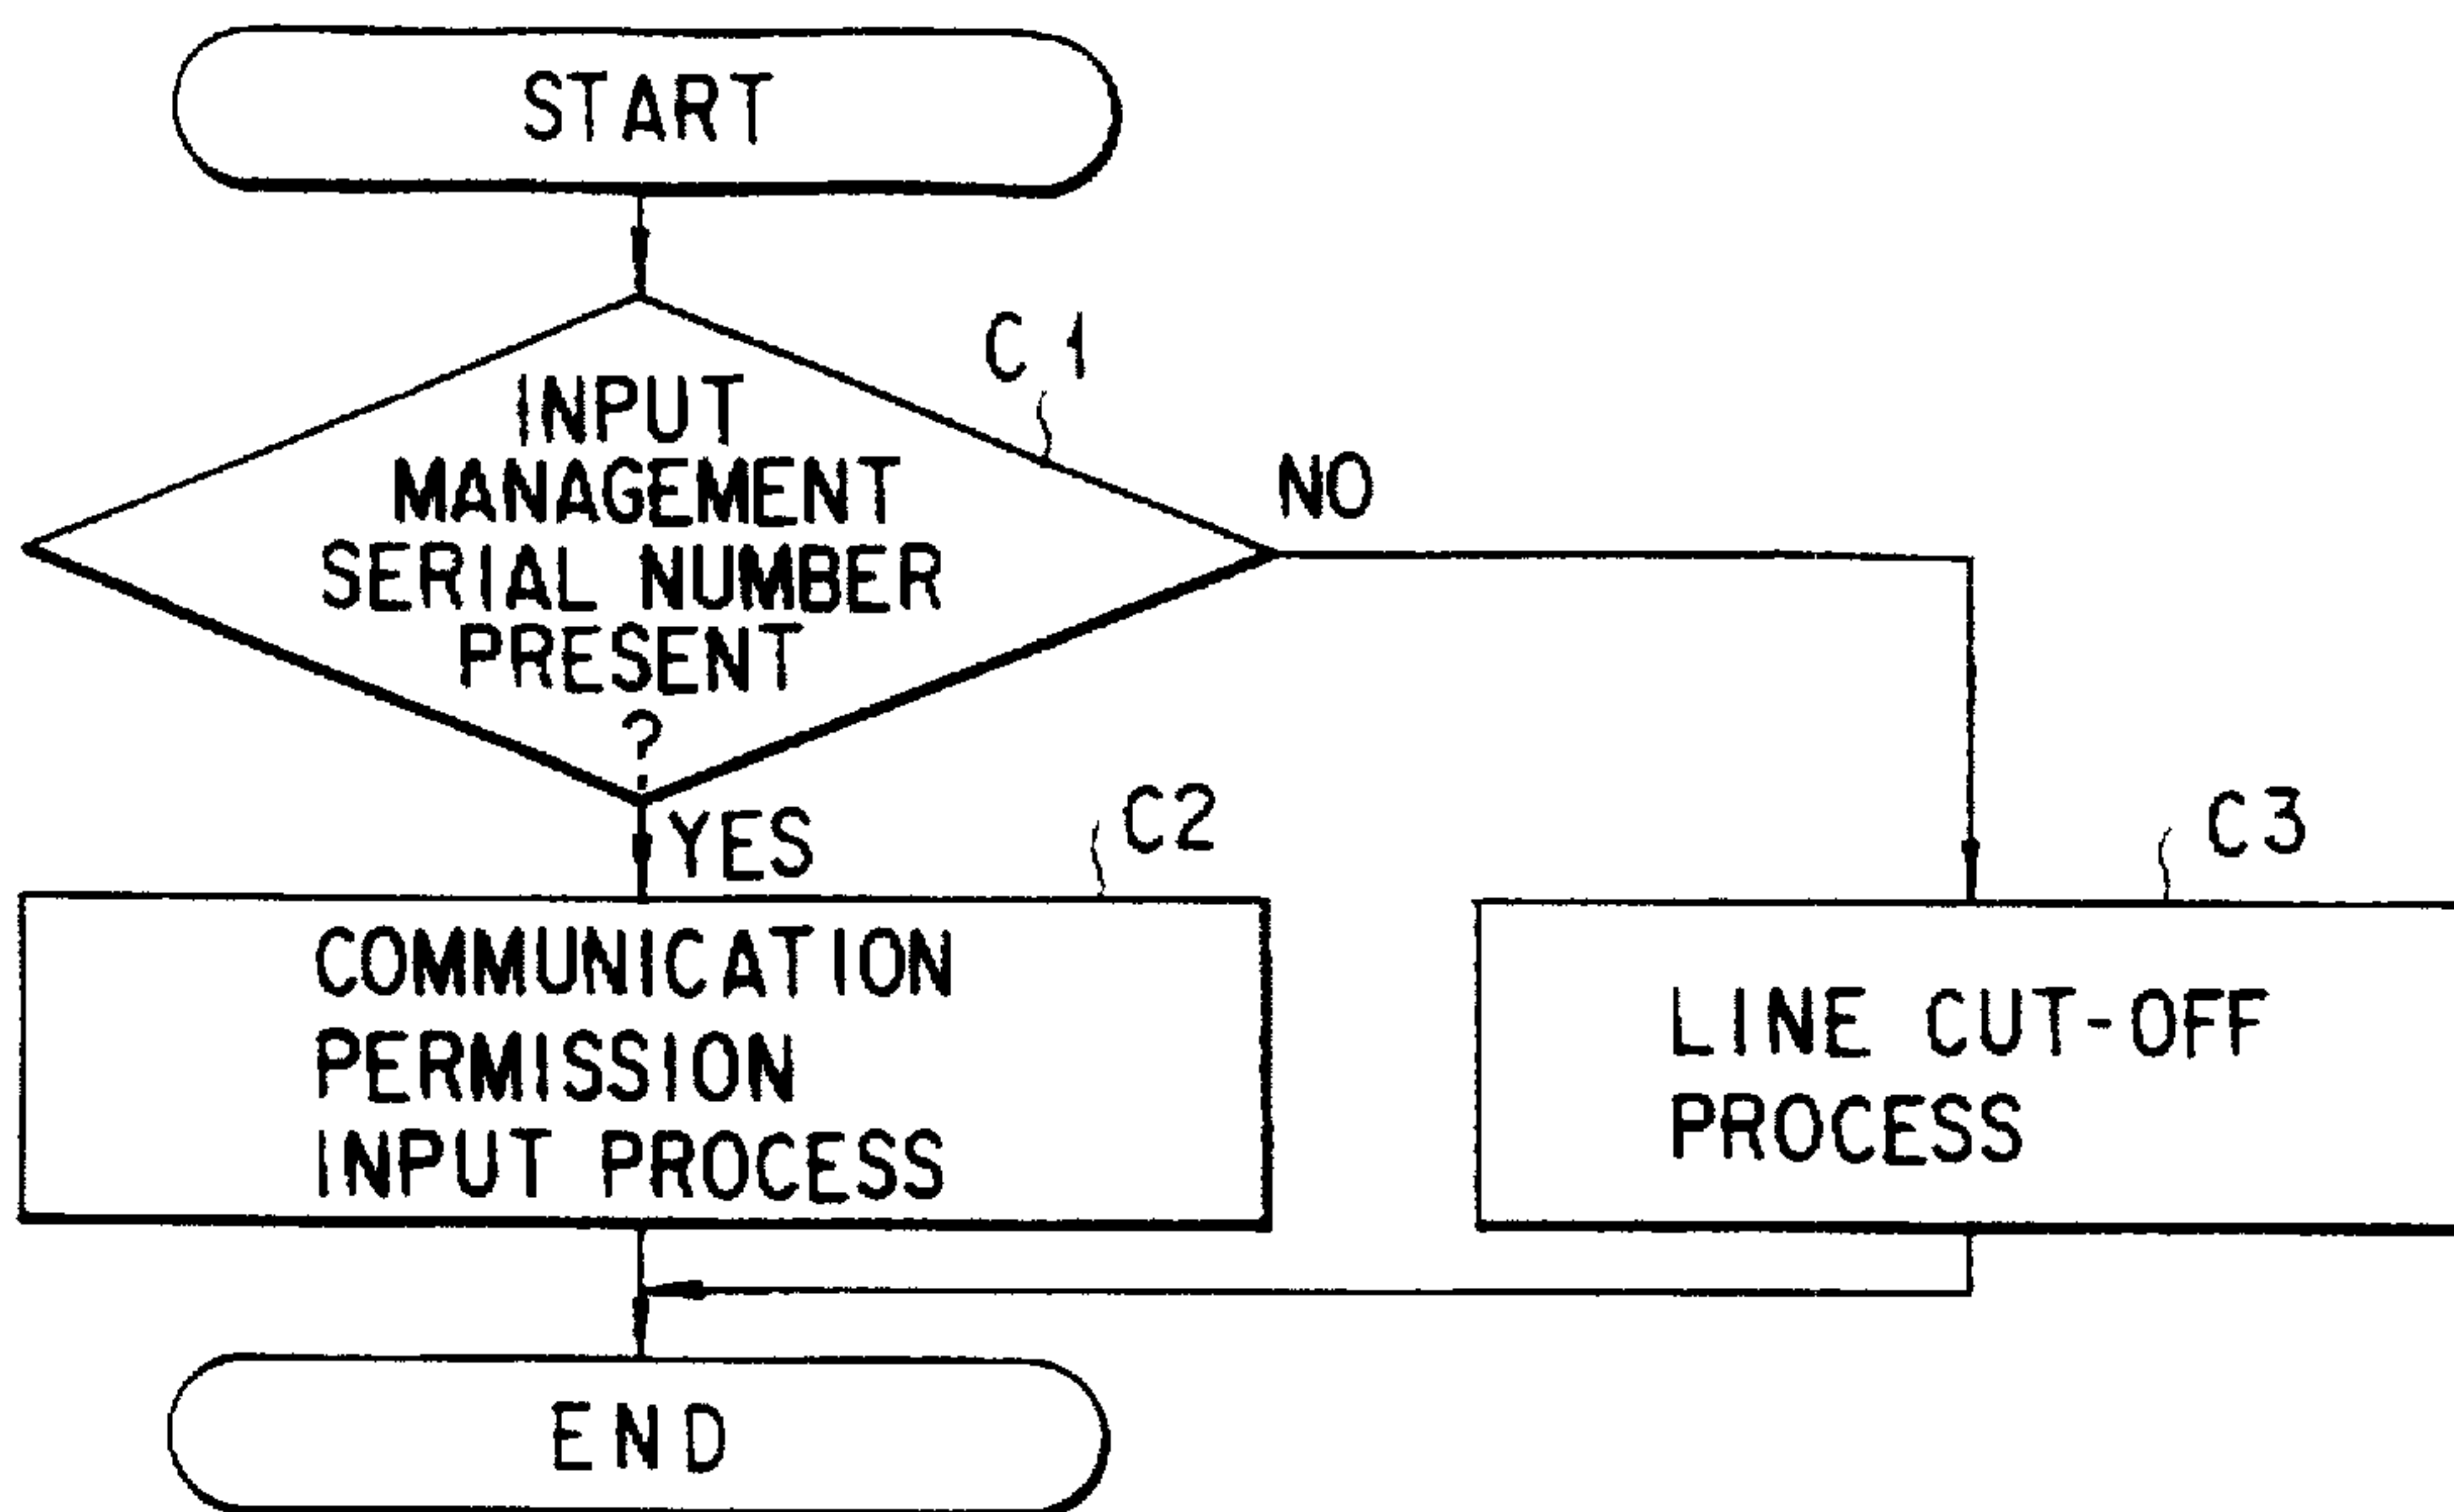 START
C1
INPUT
MANAGEMENT
SERIAL NUMBER
PRESENT
?
NO
YES
C2
C3
COMMUNICATION
PERMISSION
INPUT PROCESS
LINE CUT-OFF
PROCESS
END